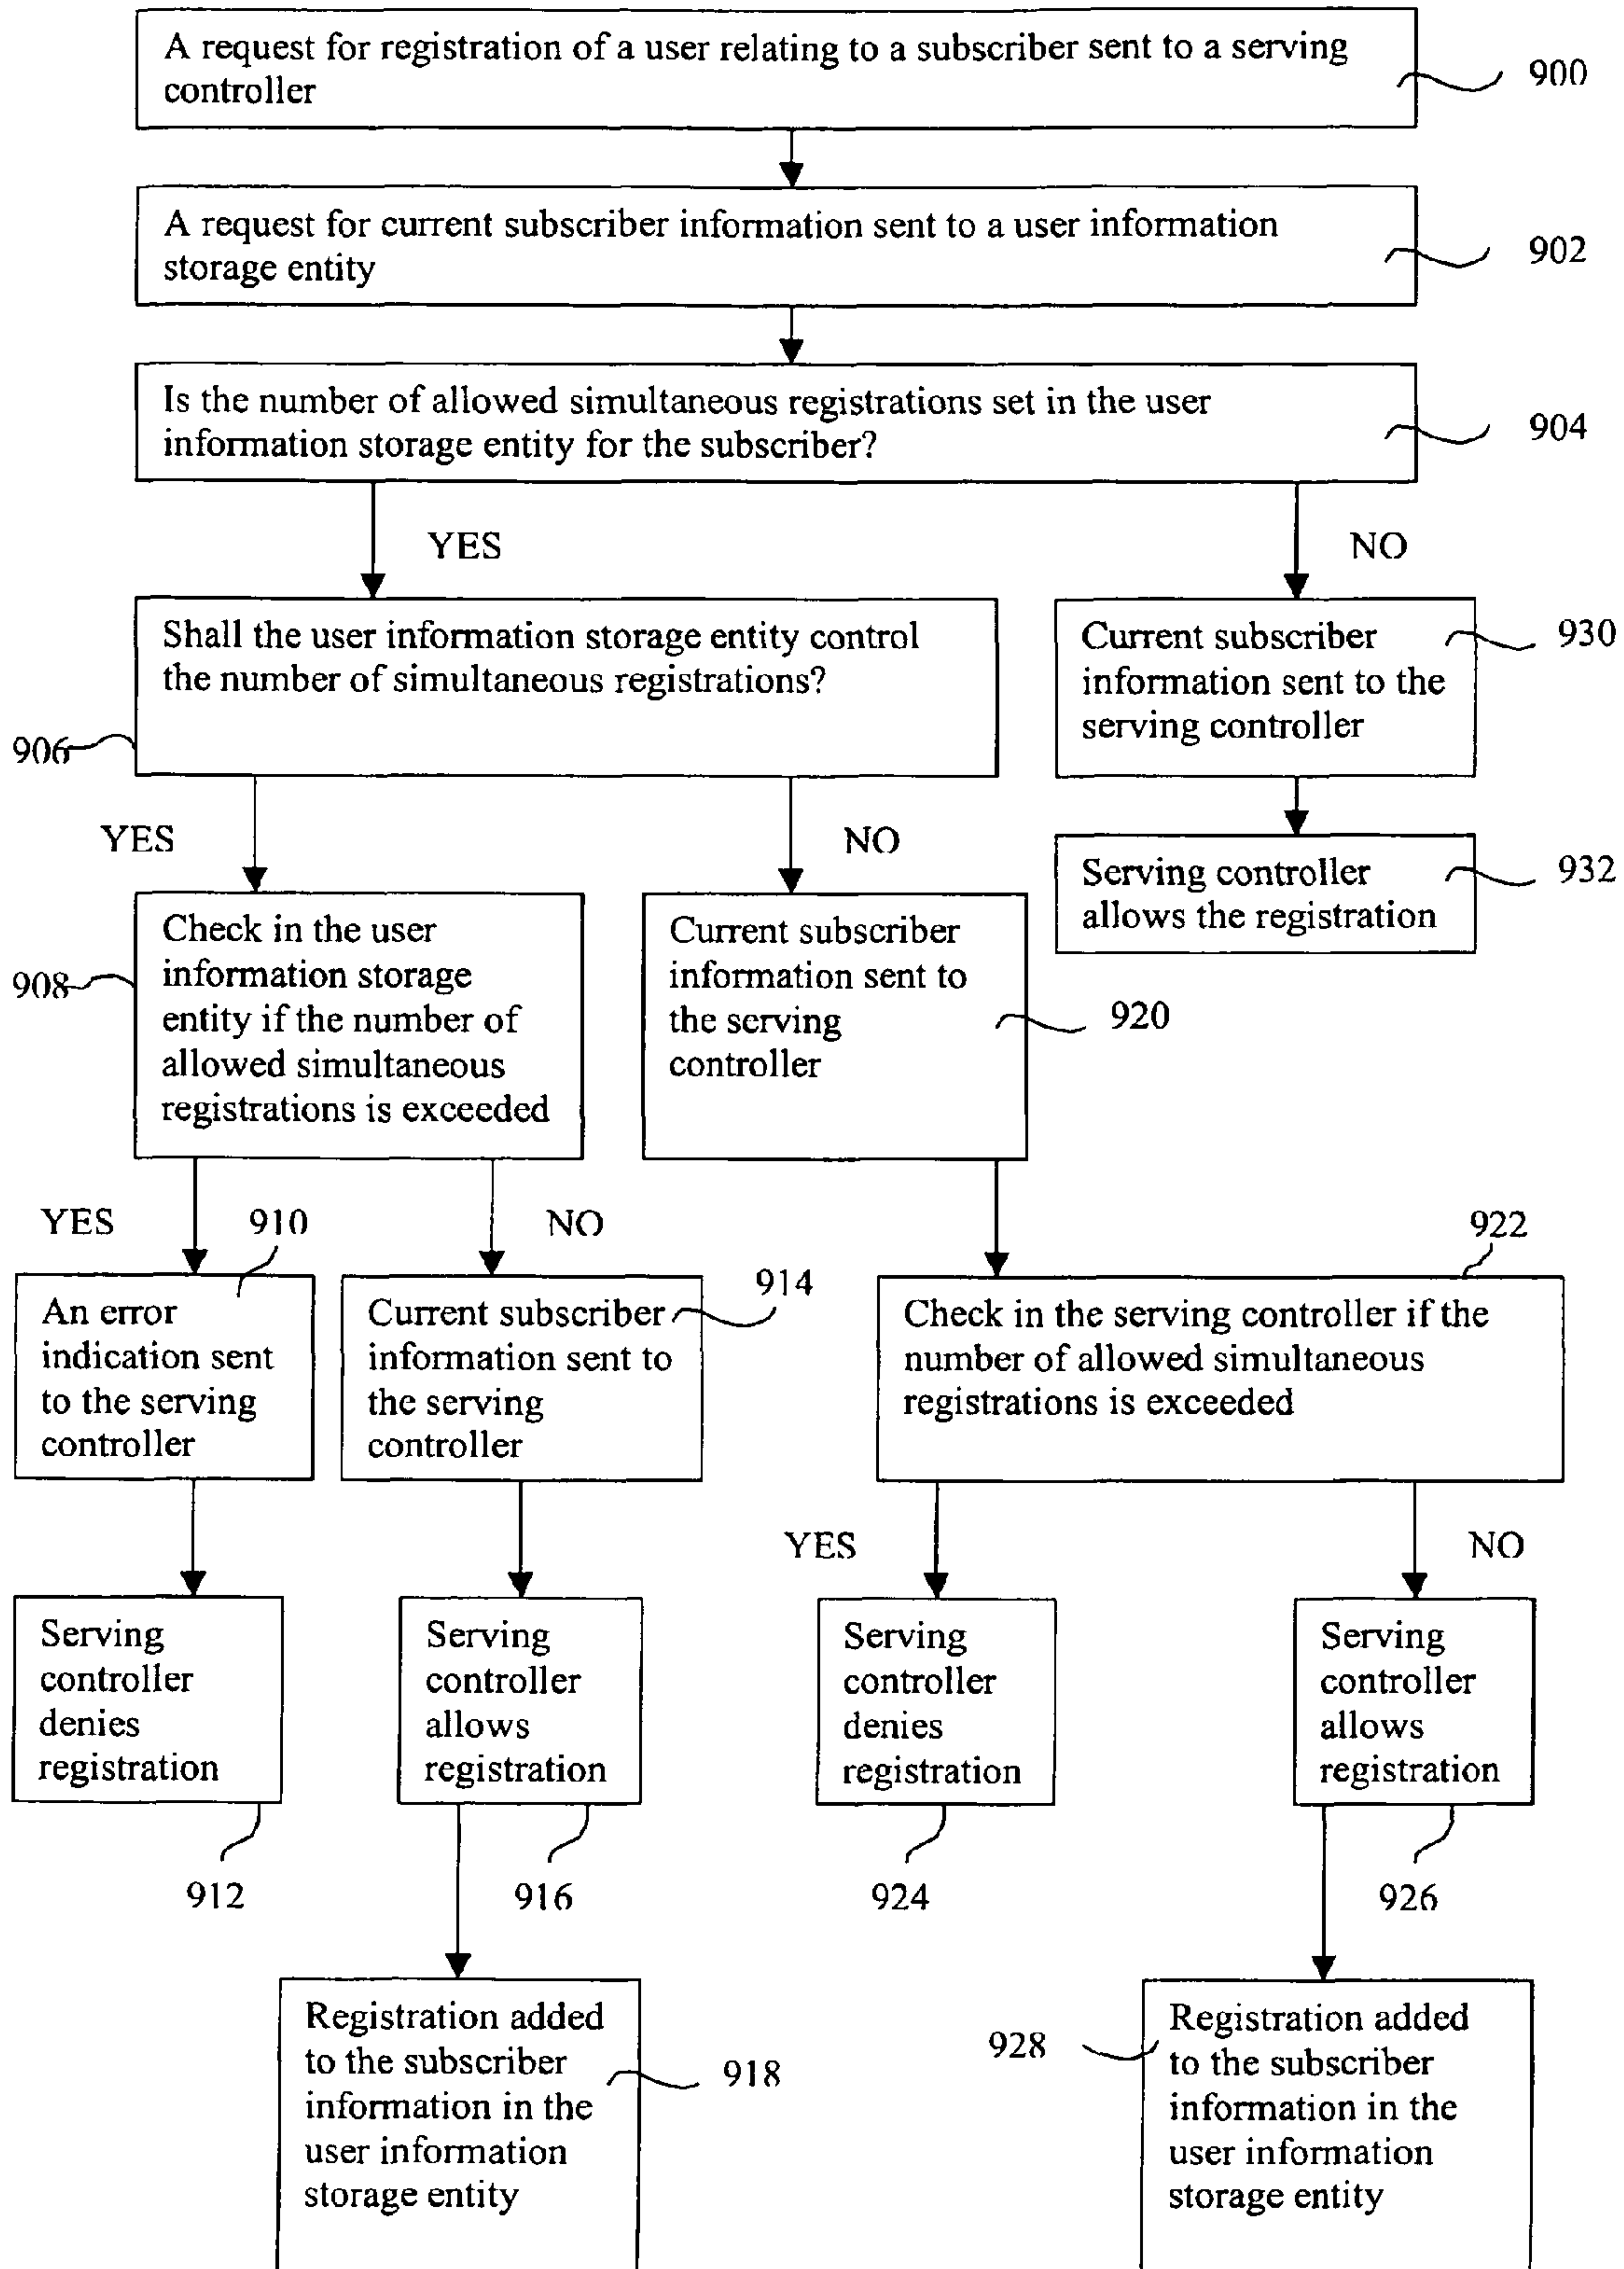 A request for registration of a user relating to a subscriber sent to a serving
controller
900
A request for current subscriber information sent to a user information
storage entity
902
Is the number of allowed simultaneous registrations set in the user
information storage entity for the subscriber?
904
YES
NO
Shall the user information storage entity control
the number of simultaneous registrations?
906
Current subscriber
information sent to the
serving controller
930
YES
NO
Serving controller
allows the registration
932
Check in the user
information storage
entity if the number of
allowed simultaneous
registrations is exceeded
908
Current subscriber
information sent to
the serving
controller
920
YES
910
NO
922
An error
indication sent
to the serving
controller
Current subscriber
information sent to
the serving
controller
914
Check in the serving controller if the
number of allowed simultaneous
registrations is exceeded
YES
NO
Serving
controller
denies
registration
Serving
controller
allows
registration
Serving
controller
denies
registration
Serving
controller
allows
registration
912
916
924
926
Registration added
to the subscriber
information in the
user information
storage entity
918
928
Registration added
to the subscriber
information in the
user information
storage entity